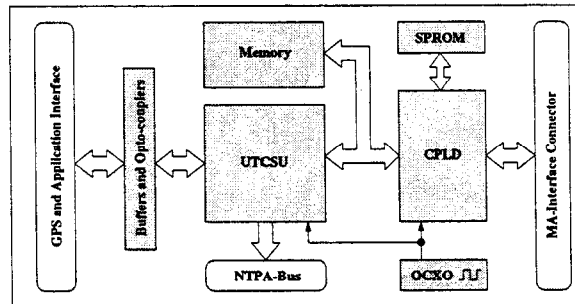 GPS and Application Interface
Buffers and Opto-couplers
Memory
UTCSU
NTPA-Bus
SPROM
CPLD
OCXO
MA-Interface Connector